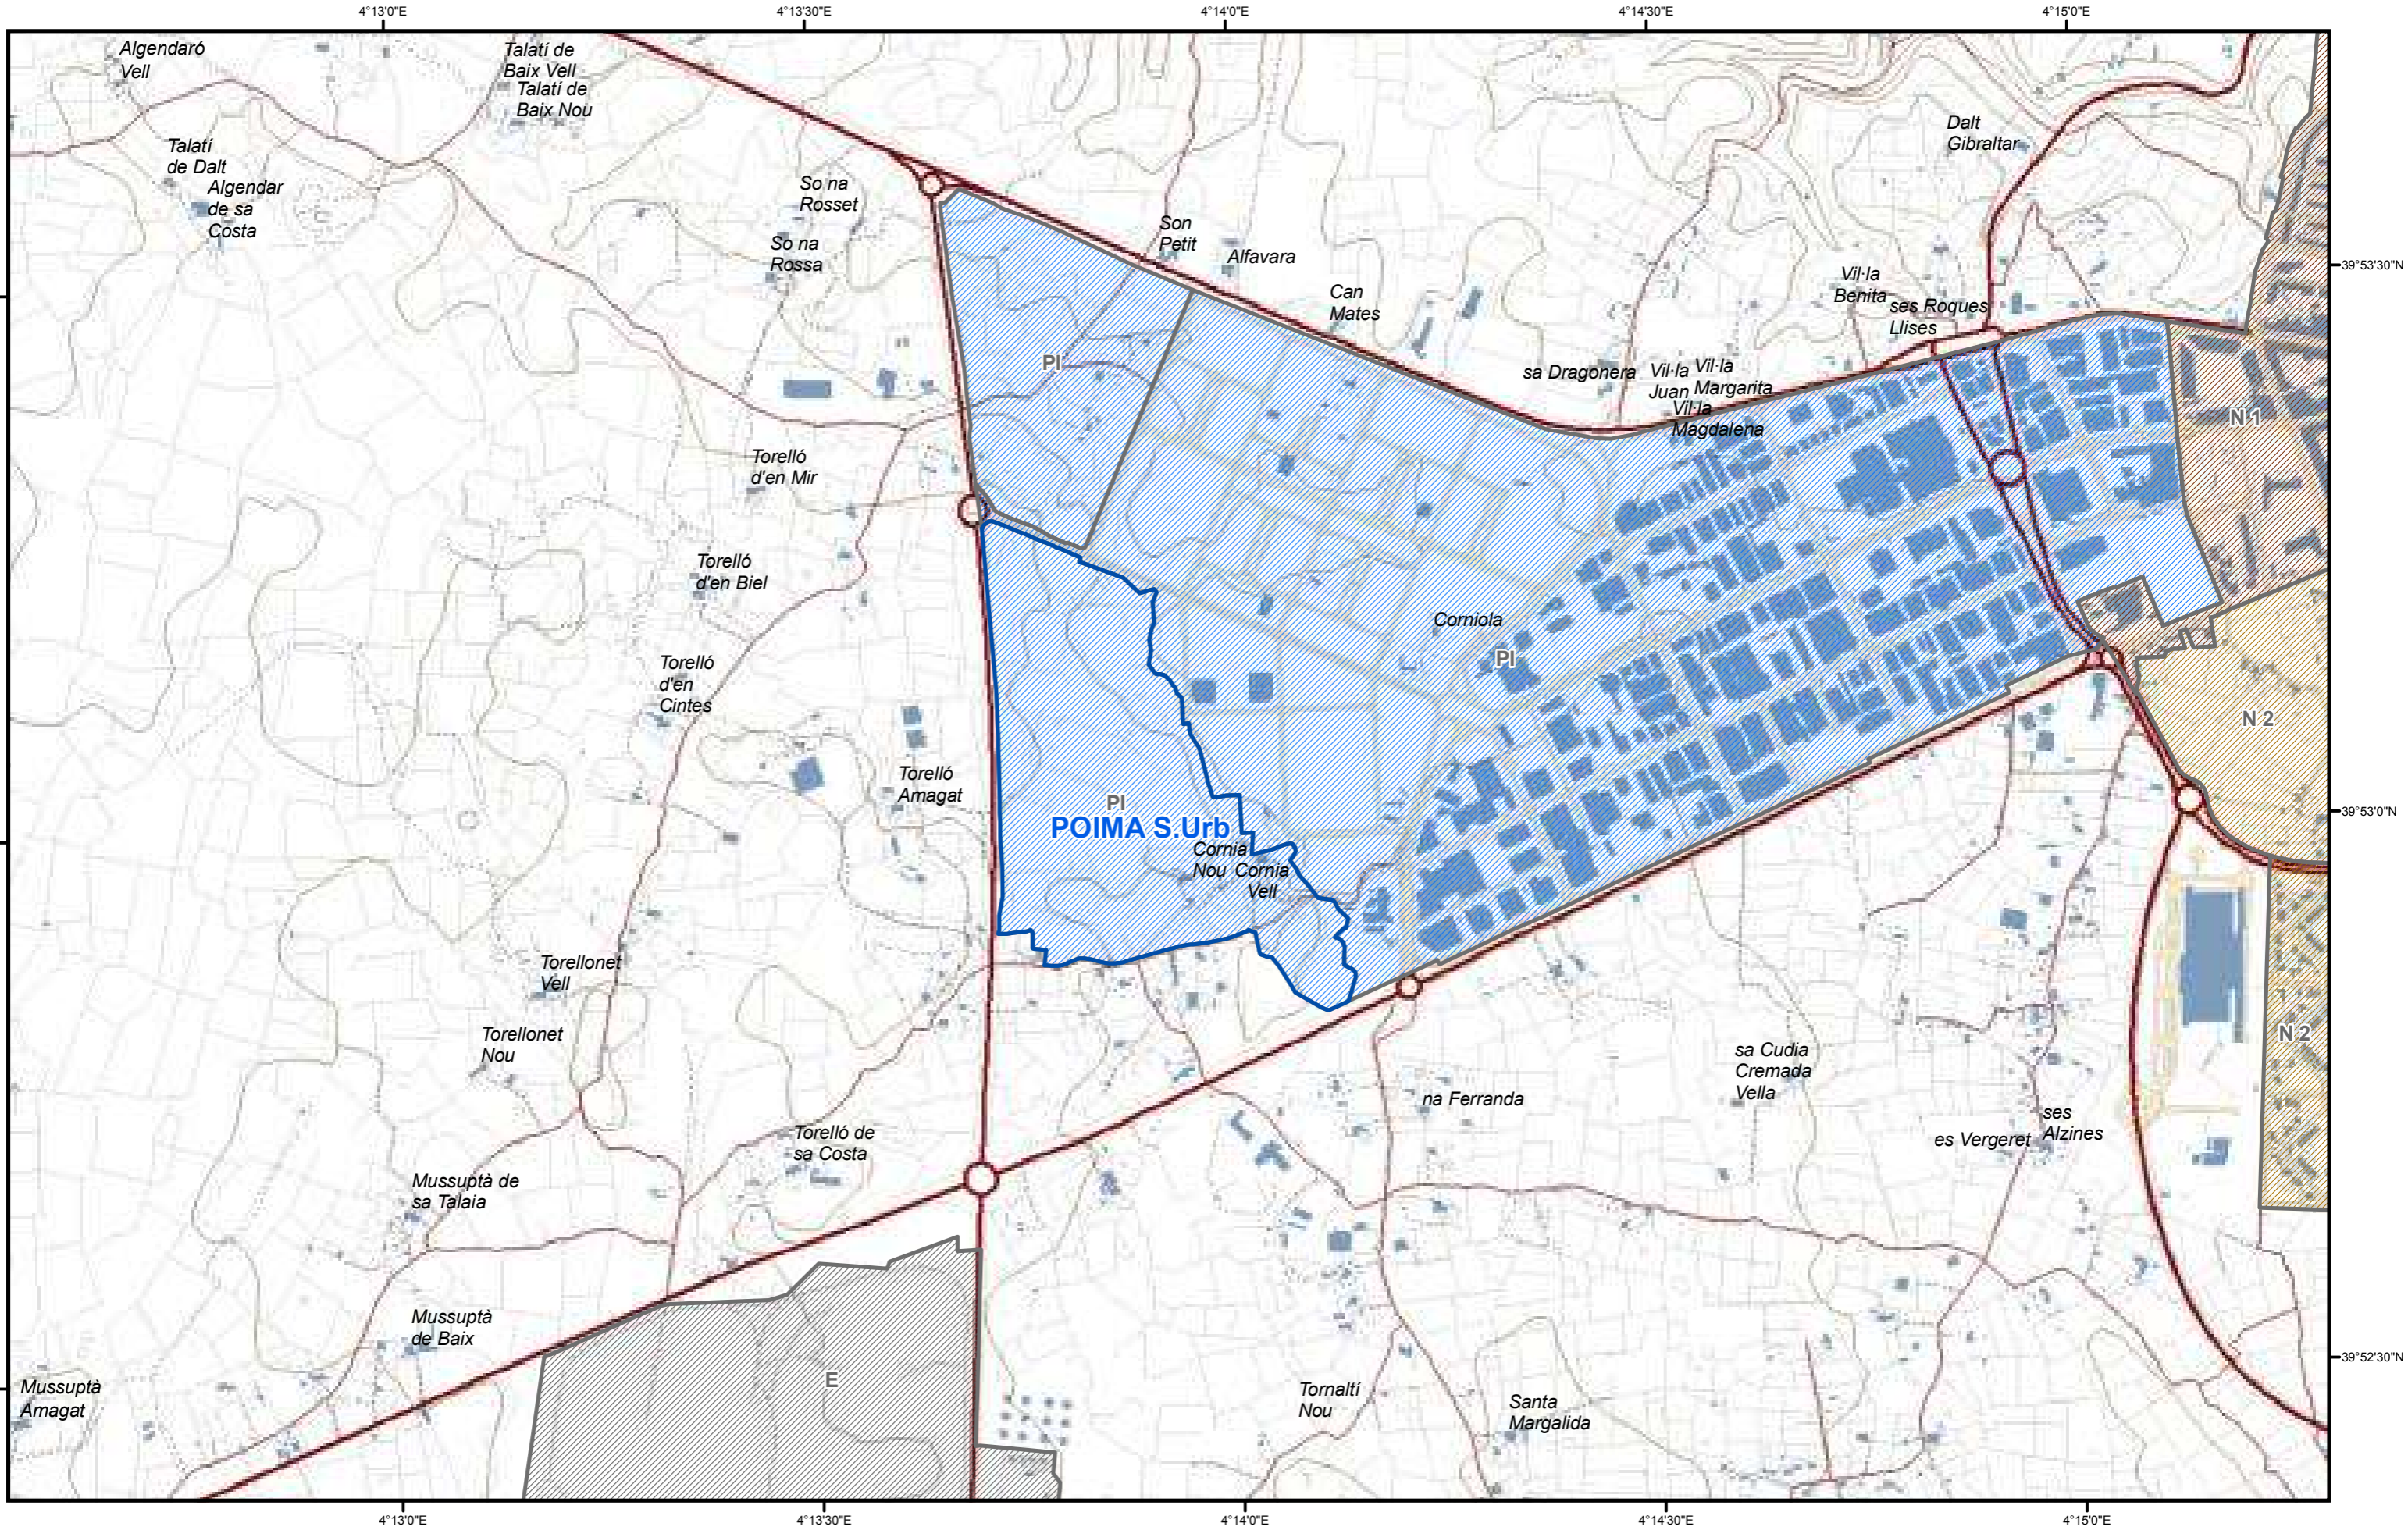 4°13'0"E
4°13'30"E
4°14'0"E
4°14'30"E
4°15'0"E
Algendaró
Vell
Talatí de
Baix Vell
Talatí de
Baix Nou
Talatí
de Dalt
Algendar
de sa
Costa
So na
Rosset
So na
Rossa
Son
Petit
Alfavara
Can
Mates
Dalt
Gibraltar
39°53'30"N
Vil·la
Benita
ses Roques
Llises
sa Dragonera
Vil·la
Juan
Vil·la
Margarita
Vil·la
Magdalena
PI
N 1
Torelló
d'en Mir
Torelló
d'en Biel
Torelló
d'en
Cintes
Corniola
PI
N 2
Torelló
Amagat
PI
POIMA S.Urb
39°53'0"N
Cornia
Nou
Cornia
Vell
Torellonet
Vell
Torellonet
Nou
N 2
sa Cudia
Cremada
Vella
na Ferranda
ses
Alzines
es Vergeret
Torelló de
sa Costa
Mussuptà de
sa Talaia
Mussuptà
de Baix
Mussuptà
Amagat
E
39°52'30"N
Tornaltí
Nou
Santa
Margalida
4°13'0"E
4°13'30"E
4°14'0"E
4°14'30"E
4°15'0"E